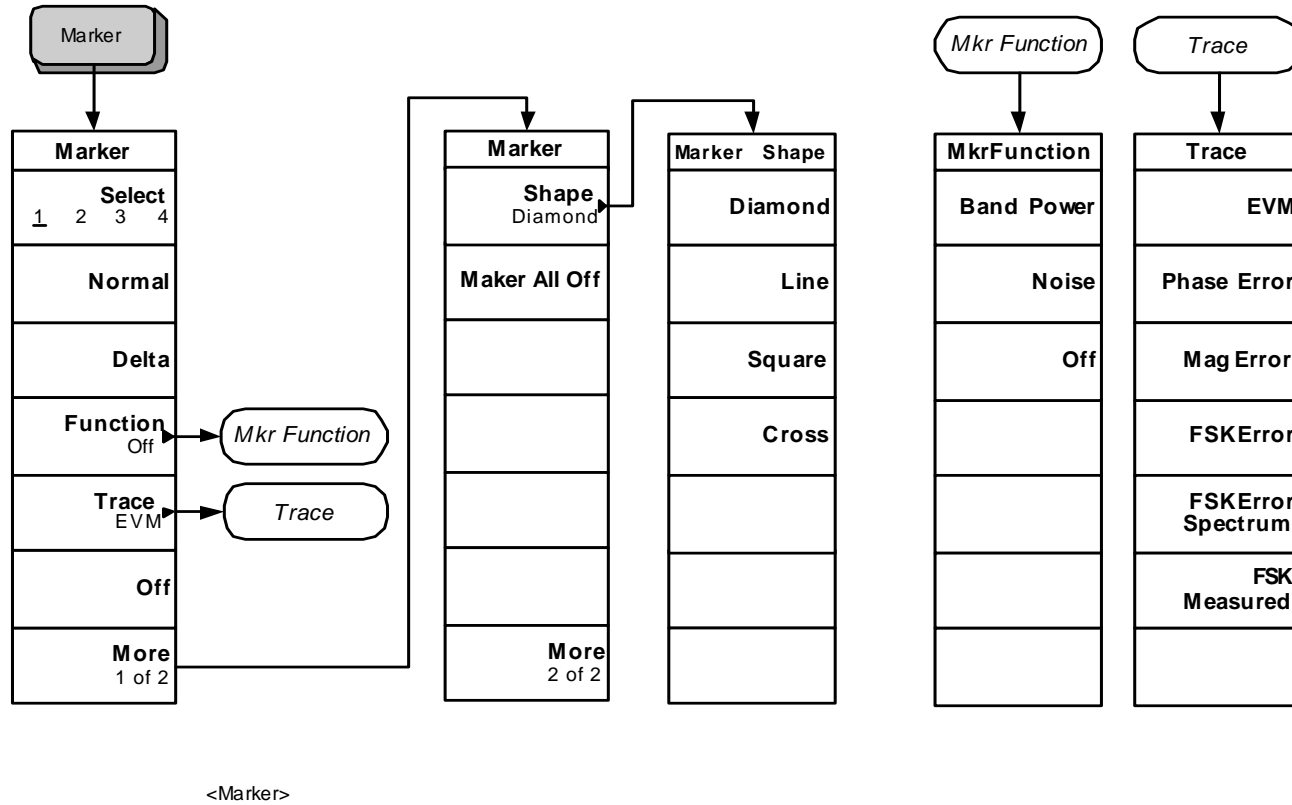 Marker
Marker
Select
1 2 3 4
Normal
Delta
Function
Off
Mkr Function
Trace
EVM
Trace
Off
More
1 of 2
Marker
Shape
Diamond
Maker All Off
More
2 of 2
Marker Shape
Diamond
Line
Square
Cross
Mkr Function
MkrFunction
Band Power
Noise
Off
Trace
Trace
EVM
Phase Error
Mag Error
FSKError
FSKError
Spectrum
FSK
Measured
<Marker>